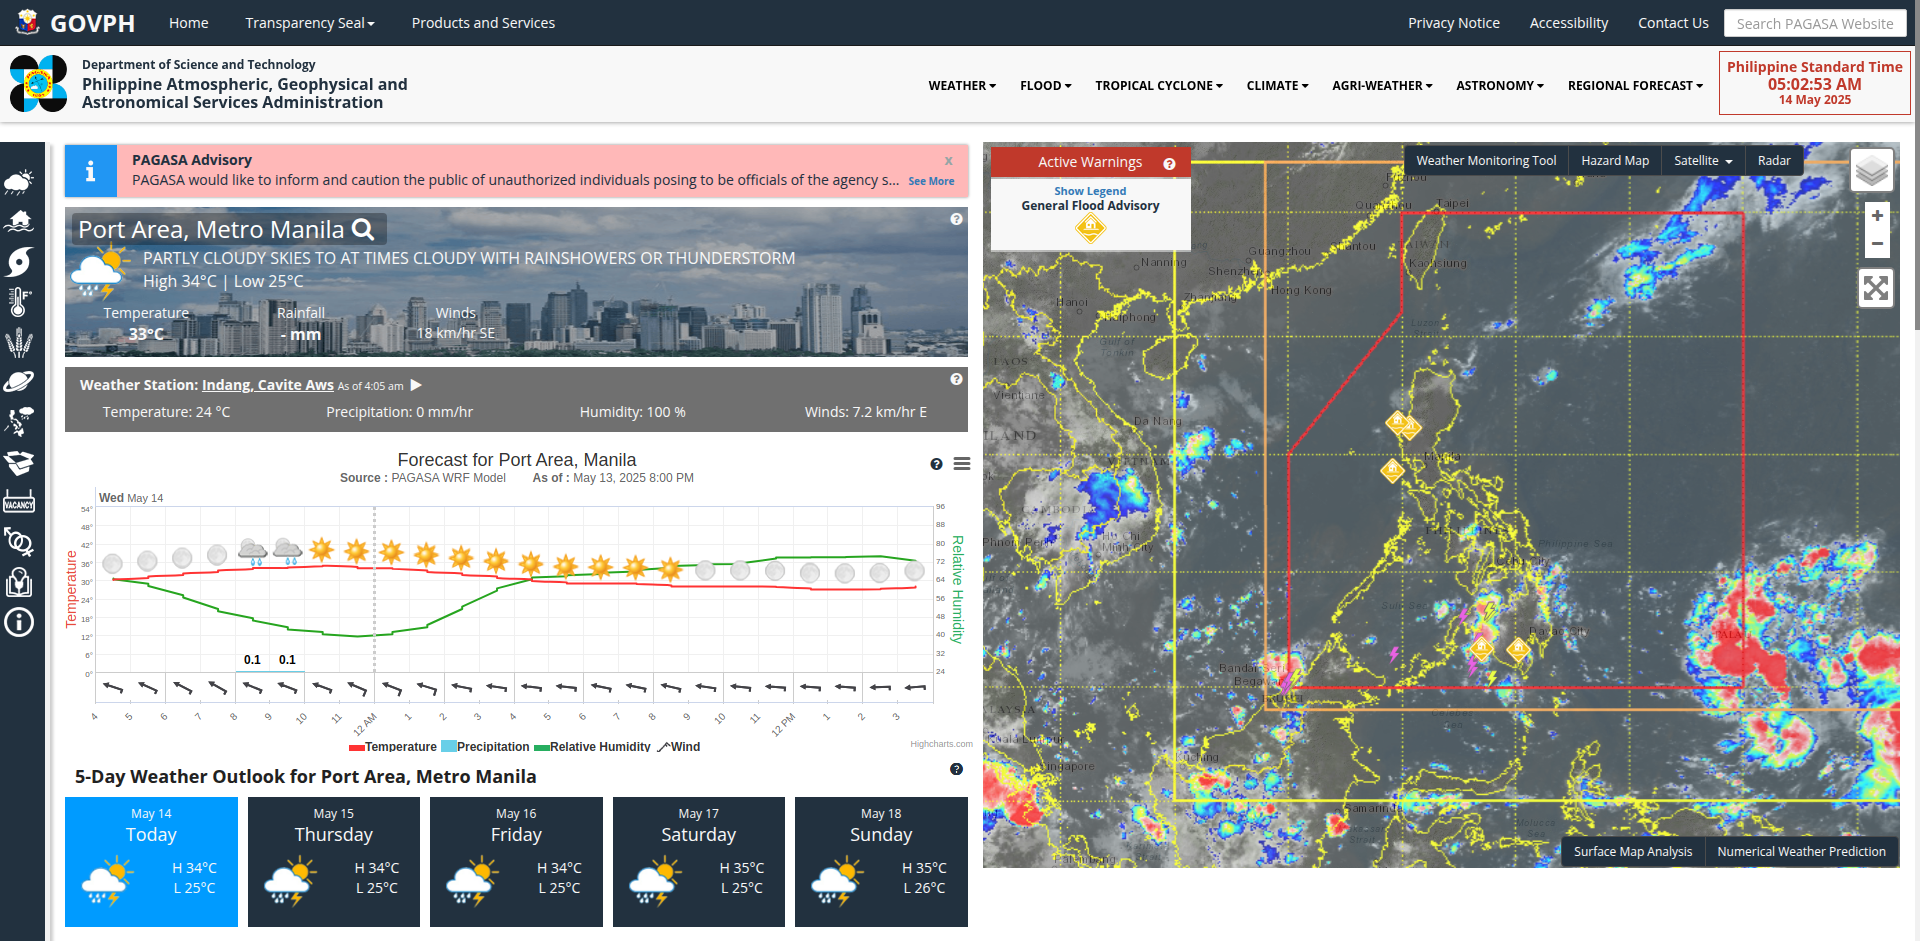 GOVPH
Home
Transparency Seal
Products and Services
Privacy Notice
Accessibility
Contact Us
Search PAGASA Website
Department of Science and Technology
Philippine Atmospheric, Geophysical and
Astronomical Services Administration
WEATHER
FLOOD
TROPICAL CYCLONE
CLIMATE
AGRI-WEATHER
ASTRONOMY
REGIONAL FORECAST
Philippine Standard Time
05:02:53 AM
14 May 2025
VACANCY
PAGASA Advisory
x
PAGASA would like to inform and caution the public of unauthorized individuals posing to be officials of the agency s... See More
Port Area, Metro Manila
PARTLY CLOUDY SKIES TO AT TIMES CLOUDY WITH RAINSHOWERS OR THUNDERSTORM
High 34°C | Low 25°C
Temperature
33°C
Rainfall
- mm
Winds
18 km/hr SE
Weather Station: Indang, Cavite Aws As of 4:05 am
Temperature: 24 °C
Precipitation: 0 mm/hr
Humidity: 100 %
Winds: 7.2 km/hr E
Forecast for Port Area, Manila
Source : PAGASA WRF Model As of : May 13, 2025 8:00 PM
Wed May 14
Temperature
54°
48°
42°
36°
30°
24°
18°
12°
6°
0°
Relative Humidity
96
88
80
72
64
56
48
40
32
24
0.1
0.1
4 5 6 7 8 9 10 11 12 AM 1 2 3 4 5 6 7 8 9 10 11 12 PM 1 2 3
Temperature Precipitation Relative Humidity Wind
Highcharts.com
5-Day Weather Outlook for Port Area, Metro Manila
May 14
Today
H 34°C
L 25°C
May 15
Thursday
H 34°C
L 25°C
May 16
Friday
H 34°C
L 25°C
May 17
Saturday
H 35°C
L 25°C
May 18
Sunday
H 35°C
L 26°C
Active Warnings
Show Legend
General Flood Advisory
Weather Monitoring Tool
Hazard Map
Satellite
Radar
+
−
Taipei
Guangzhou
Shantou
Kaohsiung
Nanning
Shenzhen
Hong Kong
Hanoi
Haiphong
Gulf of
Tonkin
Luzon
LAOS
Vientiane
Da Nang
VIETNAM
CAMBODIA
Manila
Philippine Sea
Davao City
Bandar Seri
Begawan
Kuching
Singapore
Samarinda
Surface Map Analysis
Numerical Weather Prediction